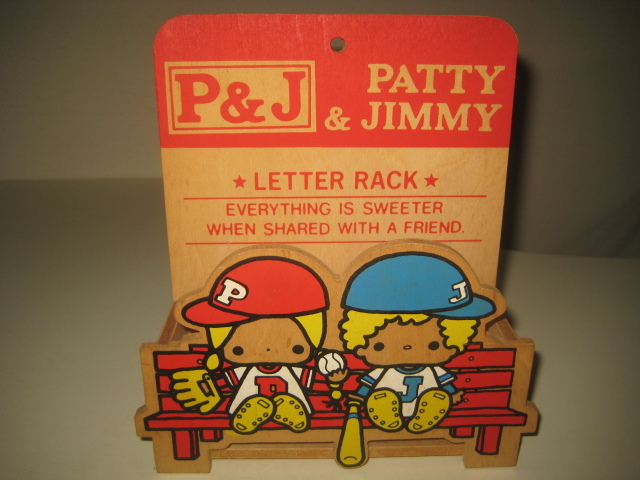 P&J
PATTY
& JIMMY
★ LETTER RACK ★
EVERYTHING IS SWEETER
WHEN SHARED WITH A FRIEND.
P
J
P
J